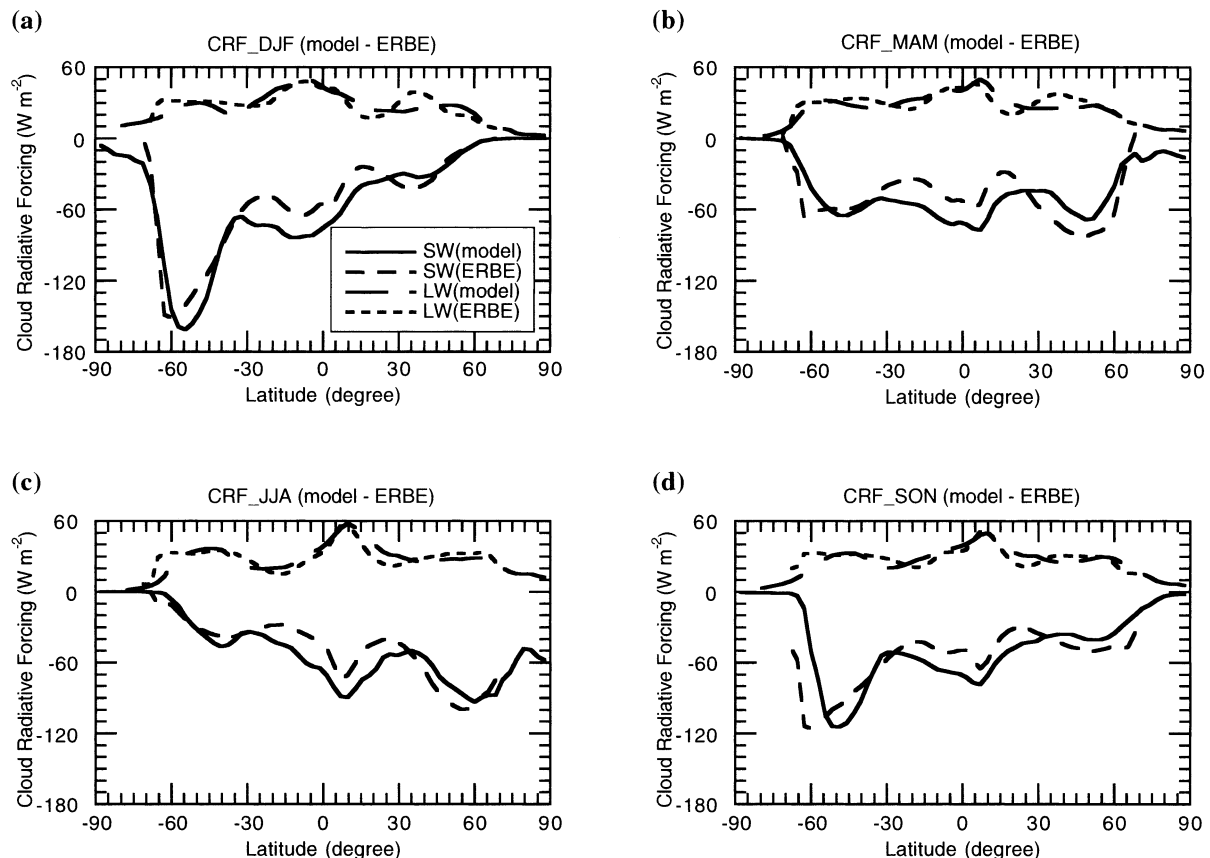 (a)
CRF_DJF (model - ERBE)
Cloud Radiative Forcing (W m-2)
60
0
-60
-120
-180
SW(model)
SW(ERBE)
LW(model)
LW(ERBE)
-90 -60 -30 0 30 60 90
Latitude (degree)
(b)
CRF_MAM (model - ERBE)
Cloud Radiative Forcing (W m-2)
60
0
-60
-120
-180
-90 -60 -30 0 30 60 90
Latitude (degree)
(c)
CRF_JJA (model - ERBE)
Cloud Radiative Forcing (W m-2)
60
0
-60
-120
-180
-90 -60 -30 0 30 60 90
Latitude (degree)
(d)
CRF_SON (model - ERBE)
Cloud Radiative Forcing (W m-2)
60
0
-60
-120
-180
-90 -60 -30 0 30 60 90
Latitude (degree)